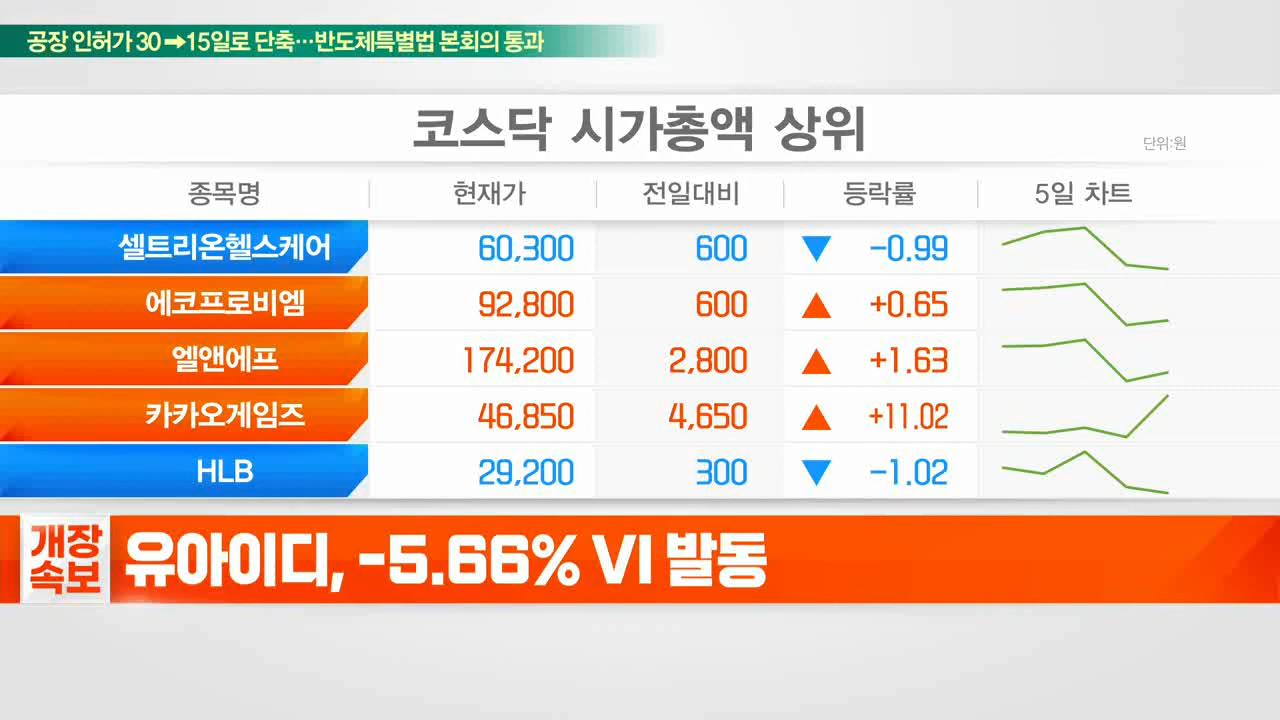 공장 인허가 30➡15일로 단축…반도체특별법 본회의 통과
코스닥 시가총액 상위
단위:원
종목명 현재가 전일대비 등락률 5일 차트
셀트리온헬스케어 60,300 600 ▼ -0.99
에코프로비엠 92,800 600 ▲ +0.65
엘앤에프 174,200 2,800 ▲ +1.63
카카오게임즈 46,850 4,650 ▲ +11.02
HLB 29,200 300 ▼ -1.02
개장
속보
유아이디, -5.66% VI 발동